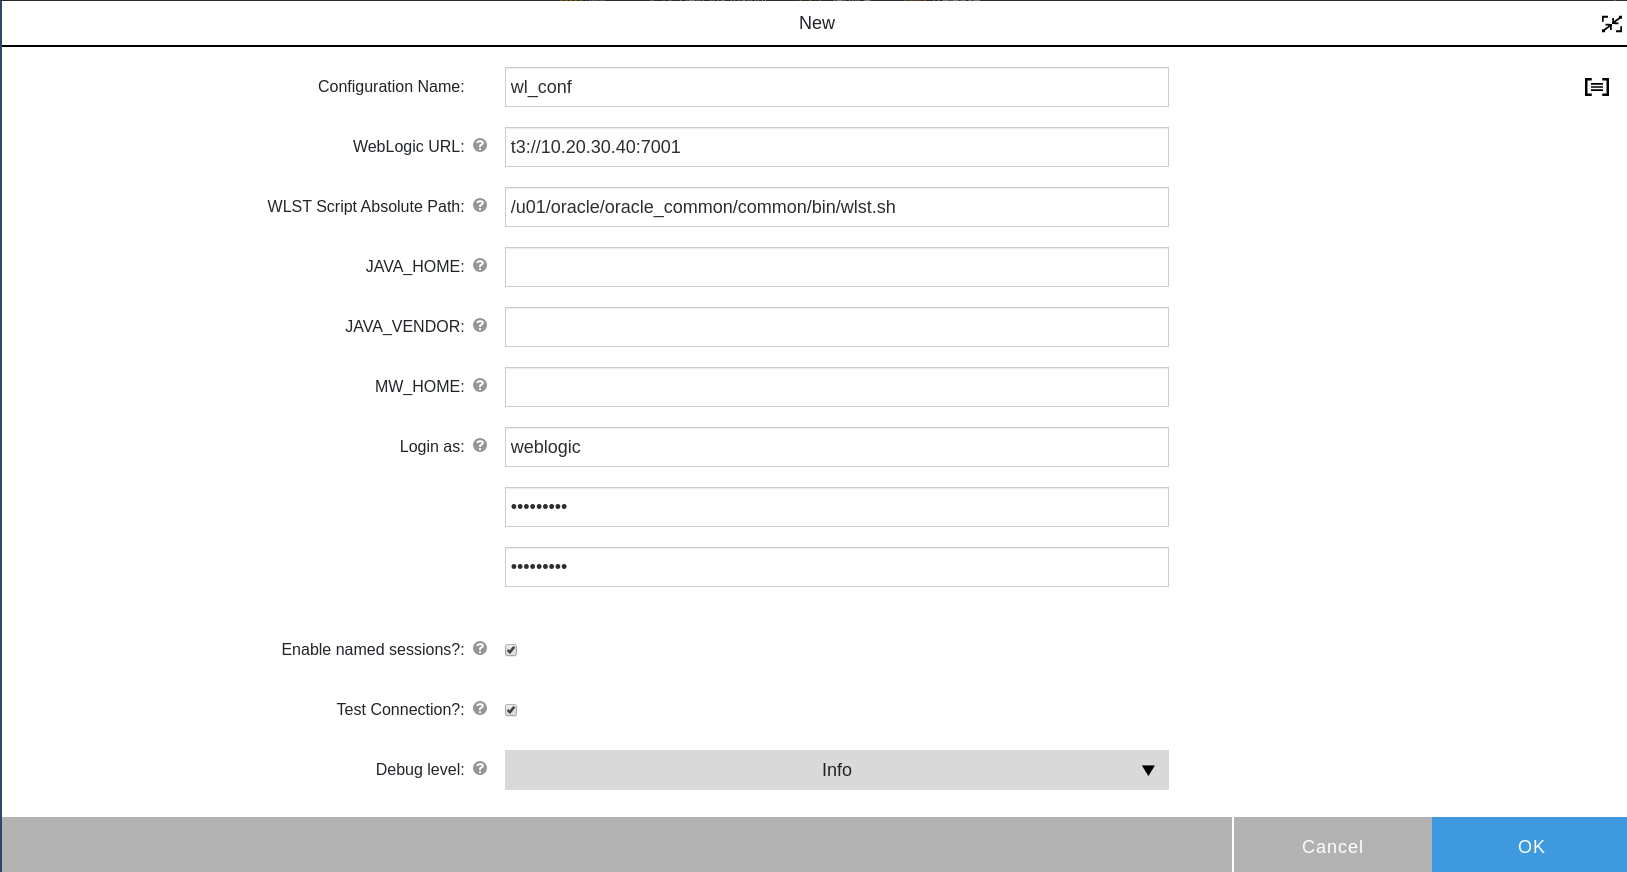 New
Configuration Name: wl_conf
WebLogic URL: t3://10.20.30.40:7001
WLST Script Absolute Path: /u01/oracle/oracle_common/common/bin/wlst.sh
JAVA_HOME:
JAVA_VENDOR:
MW_HOME:
Login as: weblogic
•••••••••
•••••••••
Enable named sessions?:
Test Connection?:
Debug level: Info
Cancel OK